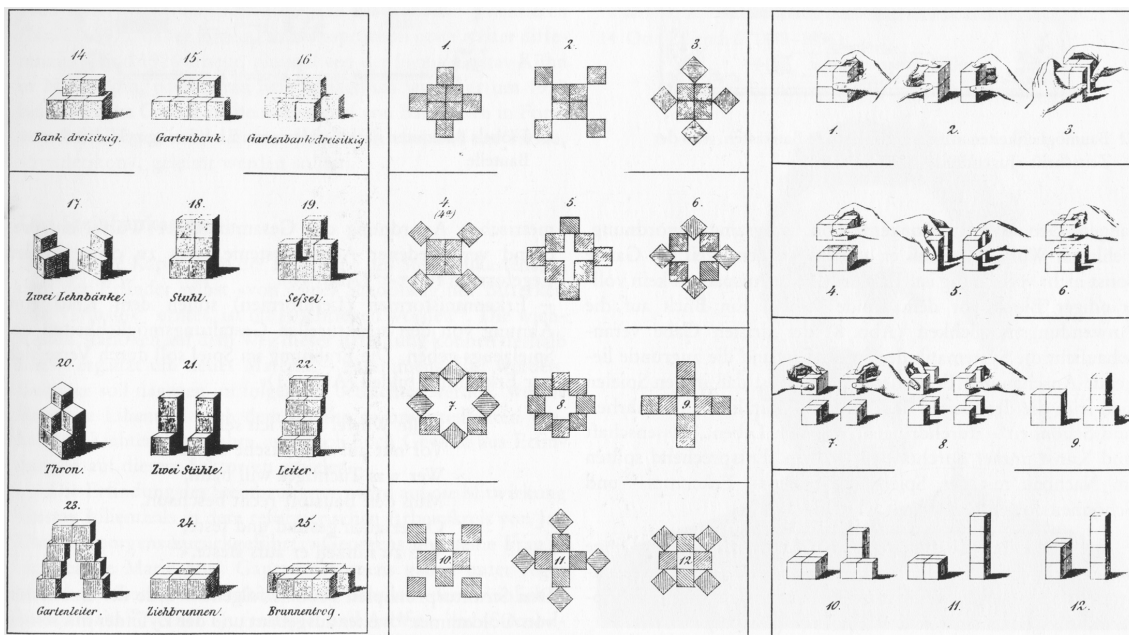 14.
15.
16.
Bank dreisitzig.
Gartenbank.
Gartenbank dreisitzig.
17.
18.
19.
Zwei Lehnbänke.
Stuhl.
Seſsel.
20.
21.
22.
Thron.
Zwei Stühle.
Leiter.
23.
24.
25.
Gartenleiter.
Ziehbrunnen.
Brunnentrog.
1.
2.
3.
4.
(4ª)
5.
6.
7.
8.
9.
10.
11.
12.
1.
2.
3.
4.
5.
6.
7.
8.
9.
10.
11.
12.